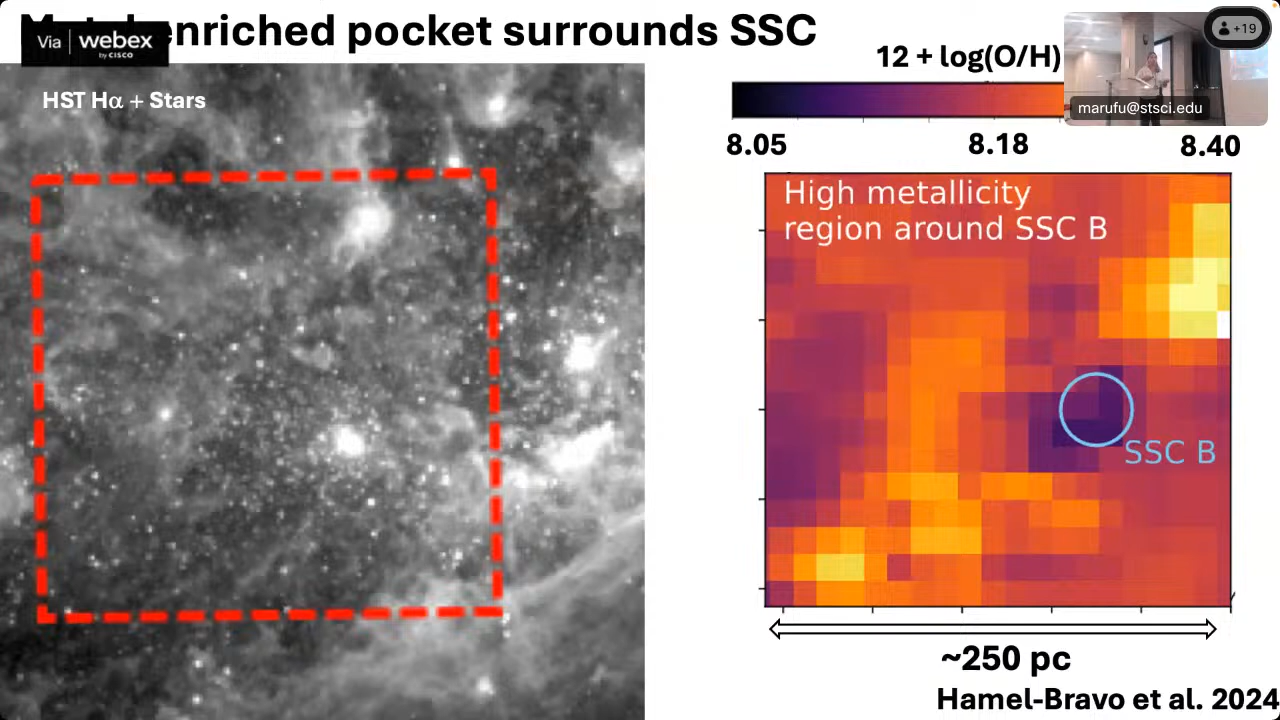 enriched pocket surrounds SSC
Via webex
by CISCO
HST Hα + Stars
12 + log(O/H)
+19
marufu@stsci.edu
8.05 8.18 8.40
High metallicity
region around SSC B
SSC B
~250 pc
Hamel-Bravo et al. 2024